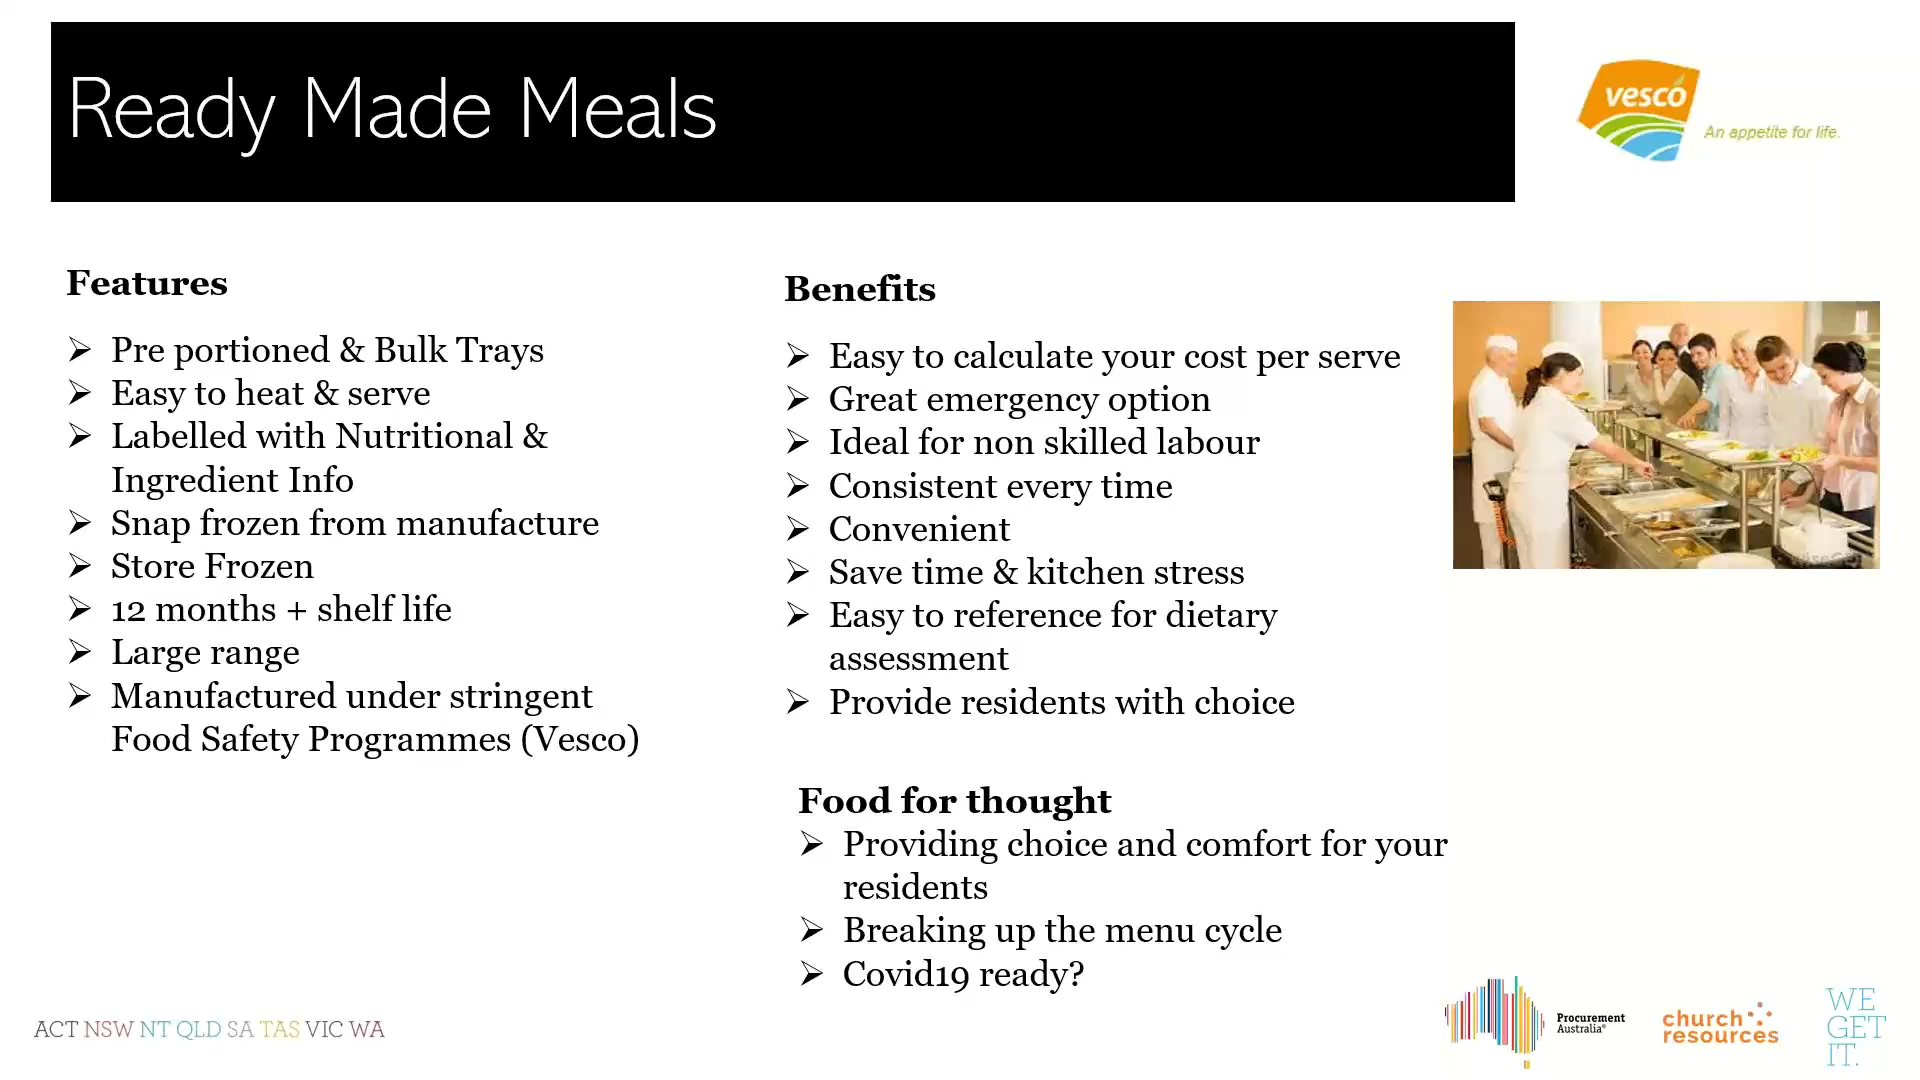 Ready Made Meals
vesco
An appetite for life.
Features
Pre portioned & Bulk Trays
Easy to heat & serve
Labelled with Nutritional &
Ingredient Info
Snap frozen from manufacture
Store Frozen
12 months + shelf life
Large range
Manufactured under stringent
Food Safety Programmes (Vesco)
Benefits
Easy to calculate your cost per serve
Great emergency option
Ideal for non skilled labour
Consistent every time
Convenient
Save time & kitchen stress
Easy to reference for dietary
assessment
Provide residents with choice
Food for thought
Providing choice and comfort for your
residents
Breaking up the menu cycle
Covid19 ready?
ACT NSW NT QLD SA TAS VIC WA
Procurement
Australia®
church
resources
WE
GET
IT.